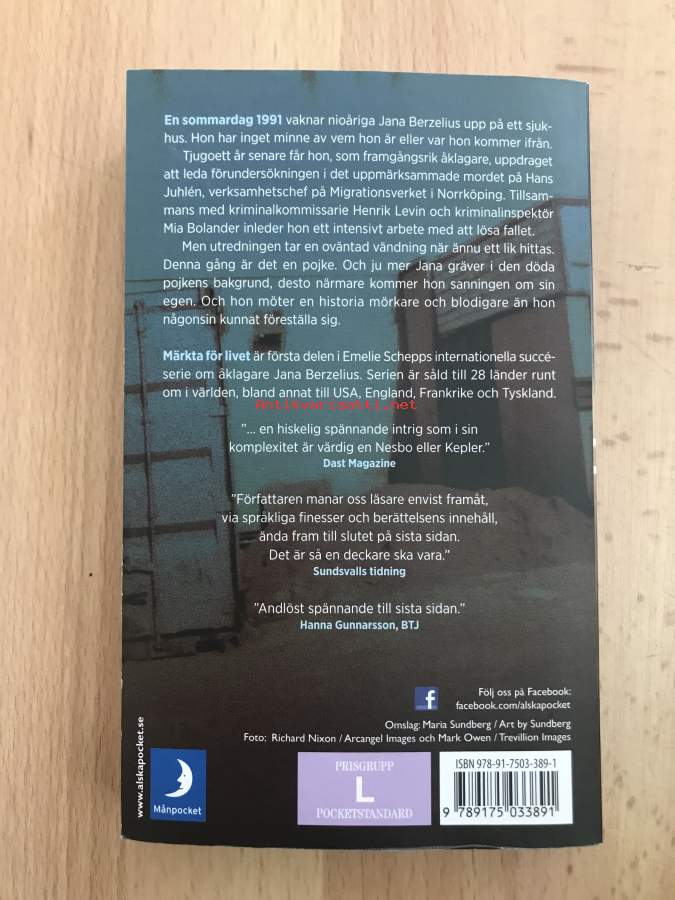 En sommardag 1991 vaknar nioåriga Jana Berzelius upp på ett sjuk-
hus. Hon har inget minne av vem hon är eller var hon kommer ifrån.
Tjugoett år senare får hon, som framgångsrik åklagare, uppdraget
att leda förundersökningen i det uppmärksammade mordet på Hans
Juhlén, verksamhetschef på Migrationsverket i Norrköping. Tillsam-
mans med kriminalkommissarie Henrik Levin och kriminalinspektör
Mia Bolander inleder hon ett intensivt arbete med att lösa fallet.
Men utredningen tar en oväntad vändning när ännu ett lik hittas.
Denna gång är det en pojke. Och ju mer Jana gräver i den döda
pojkens bakgrund, desto närmare kommer hon sanningen om sin
egen. Och hon möter en historia mörkare och blodigare än hon
någonsin kunnat föreställa sig.
Märkta för livet är första delen i Emelie Schepps internationella succé-
serie om åklagare Jana Berzelius. Serien är såld till 28 länder runt
om i världen, bland annat till USA, England, Frankrike och Tyskland.
Antikvariaatti.net
"... en hiskelig spännande intrig som i sin
komplexitet är värdig en Nesbo eller Kepler."
Dast Magazine
"Författaren manar oss läsare envist framåt,
via språkliga finesser och berättelsens innehåll,
ända fram till slutet på sista sidan.
Det är så en deckare ska vara."
Sundsvalls tidning
"Andlöst spännande till sista sidan."
Hanna Gunnarsson, BTJ
f
Följ oss på Facebook:
facebook.com/alskapocket
Omslag: Maria Sundberg / Art by Sundberg
Foto: Richard Nixon / Arcangel Images och Mark Owen / Trevillion Images
www.alskapocket.se
Månpocket
PRISGRUPP
L
POCKETSTANDARD
ISBN 978-91-7503-389-1
9 789175 033891